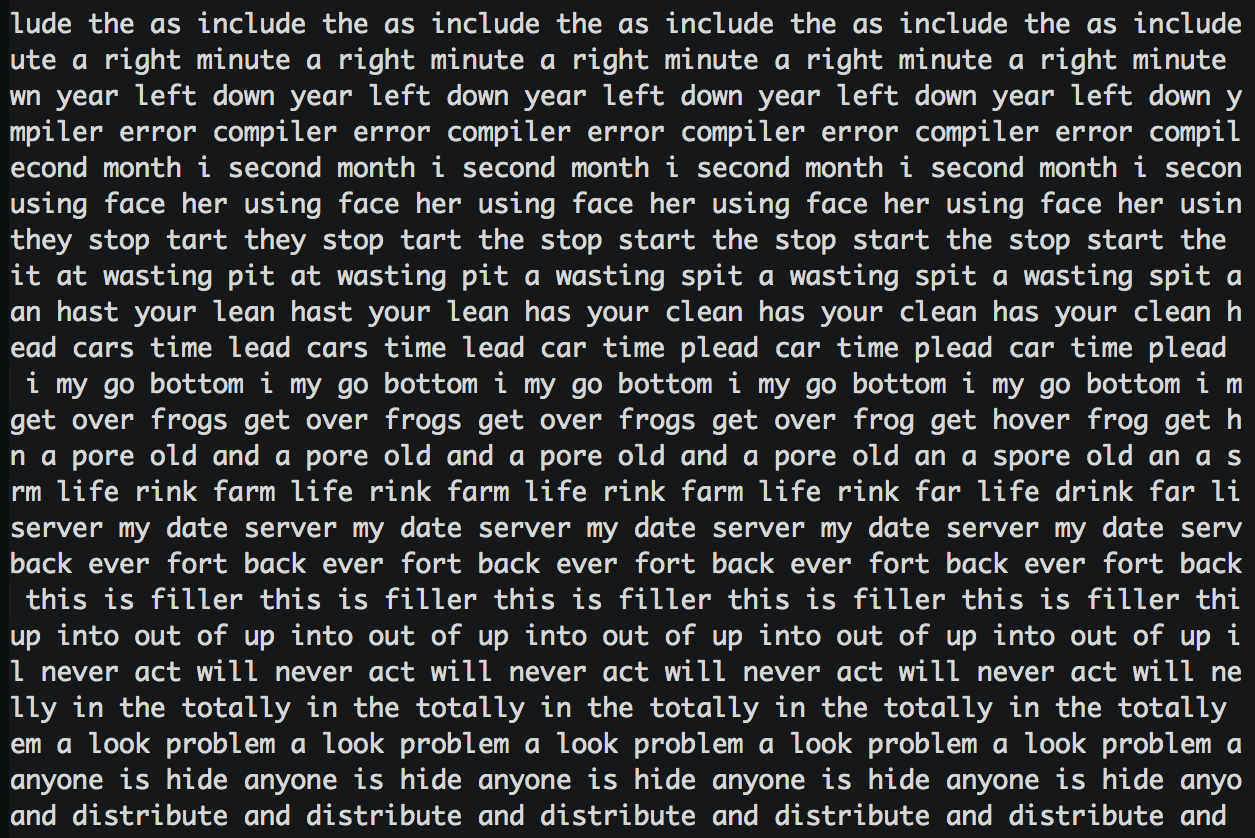 lude the as include the as include the as include the as include the as include
ute a right minute a right minute a right minute a right minute a right minute
wn year left down year left down year left down year left down year left down y
mpiler error compiler error compiler error compiler error compiler error compil
econd month i second month i second month i second month i second month i secon
using face her using face her using face her using face her using face her usin
they stop tart they stop tart the stop start the stop start the stop start the
it at wasting pit at wasting pit a wasting spit a wasting spit a wasting spit a
an hast your lean hast your lean has your clean has your clean has your clean h
ead cars time lead cars time lead car time plead car time plead car time plead
i my go bottom i my go bottom i my go bottom i my go bottom i my go bottom i m
get over frogs get over frogs get over frogs get over frog get hover frog get h
n a pore old and a pore old and a pore old and a pore old an a spore old an a s
rm life rink farm life rink farm life rink farm life rink far life drink far li
server my date server my date server my date server my date server my date serv
back ever fort back ever fort back ever fort back ever fort back ever fort back
this is filler this is filler this is filler this is filler this is filler thi
up into out of up into out of up into out of up into out of up into out of up i
l never act will never act will never act will never act will never act will ne
lly in the totally in the totally in the totally in the totally in the totally
em a look problem a look problem a look problem a look problem a look problem a
anyone is hide anyone is hide anyone is hide anyone is hide anyone is hide anyo
and distribute and distribute and distribute and distribute and distribute and